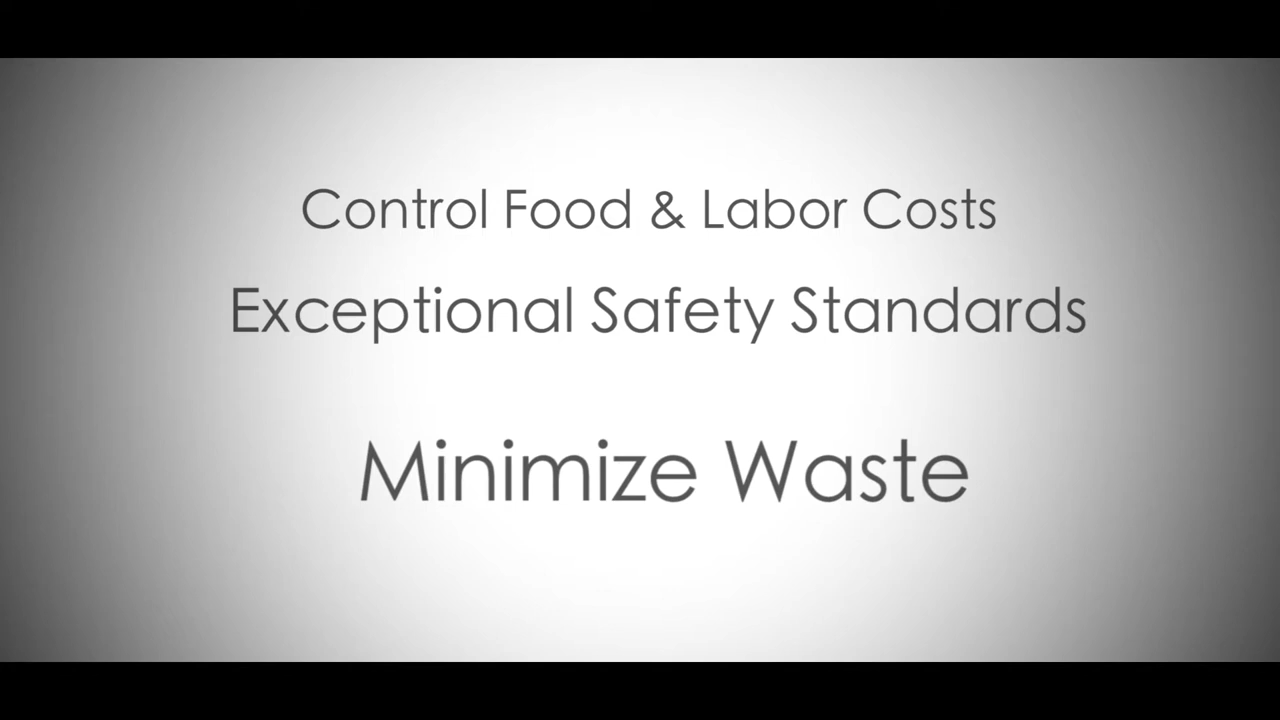 Control Food & Labor Costs
Exceptional Safety Standards
Minimize Waste